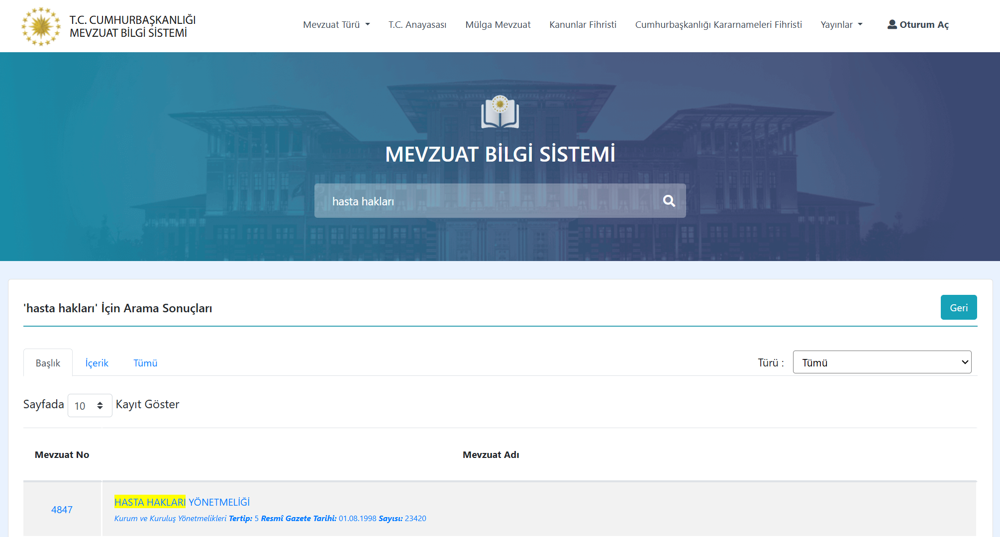 T.C. CUMHURBAŞKANLIĞI
MEVZUAT BİLGİ SİSTEMİ
Mevzuat Türü
T.C. Anayasası
Mülga Mevzuat
Kanunlar Fihristi
Cumhurbaşkanlığı Kararnameleri Fihristi
Yayınlar
Oturum Aç
MEVZUAT BİLGİ SİSTEMİ
hasta hakları
'hasta hakları' İçin Arama Sonuçları
Geri
Başlık
İçerik
Tümü
Türü :
Tümü
Sayfada 10 Kayıt Göster
Mevzuat No
Mevzuat Adı
4847
HASTA HAKLARI YÖNETMELİĞİ
Kurum ve Kuruluş Yönetmelikleri Tertip: 5 Resmî Gazete Tarihi: 01.08.1998 Sayısı: 23420